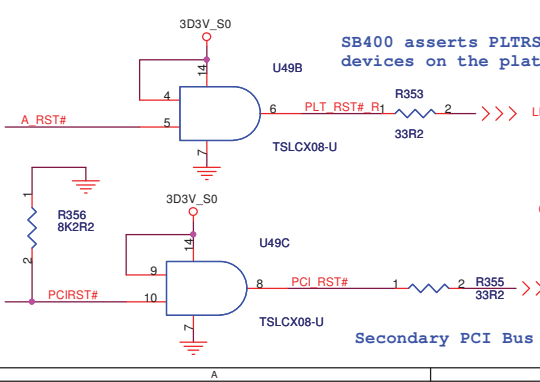 3D3V_S0
SB400 asserts PLTRS
devices on the plat
14
U49B
4
5
6
A_RST#
PLT_RST#_R
1
R353
2
33R2
7
TSLCX08-U
1
R356
8K2R2
2
3D3V_S0
14
U49C
9
10
8
PCIRST#
PCI_RST#
1
2
R355
33R2
7
TSLCX08-U
Secondary PCI Bus
A